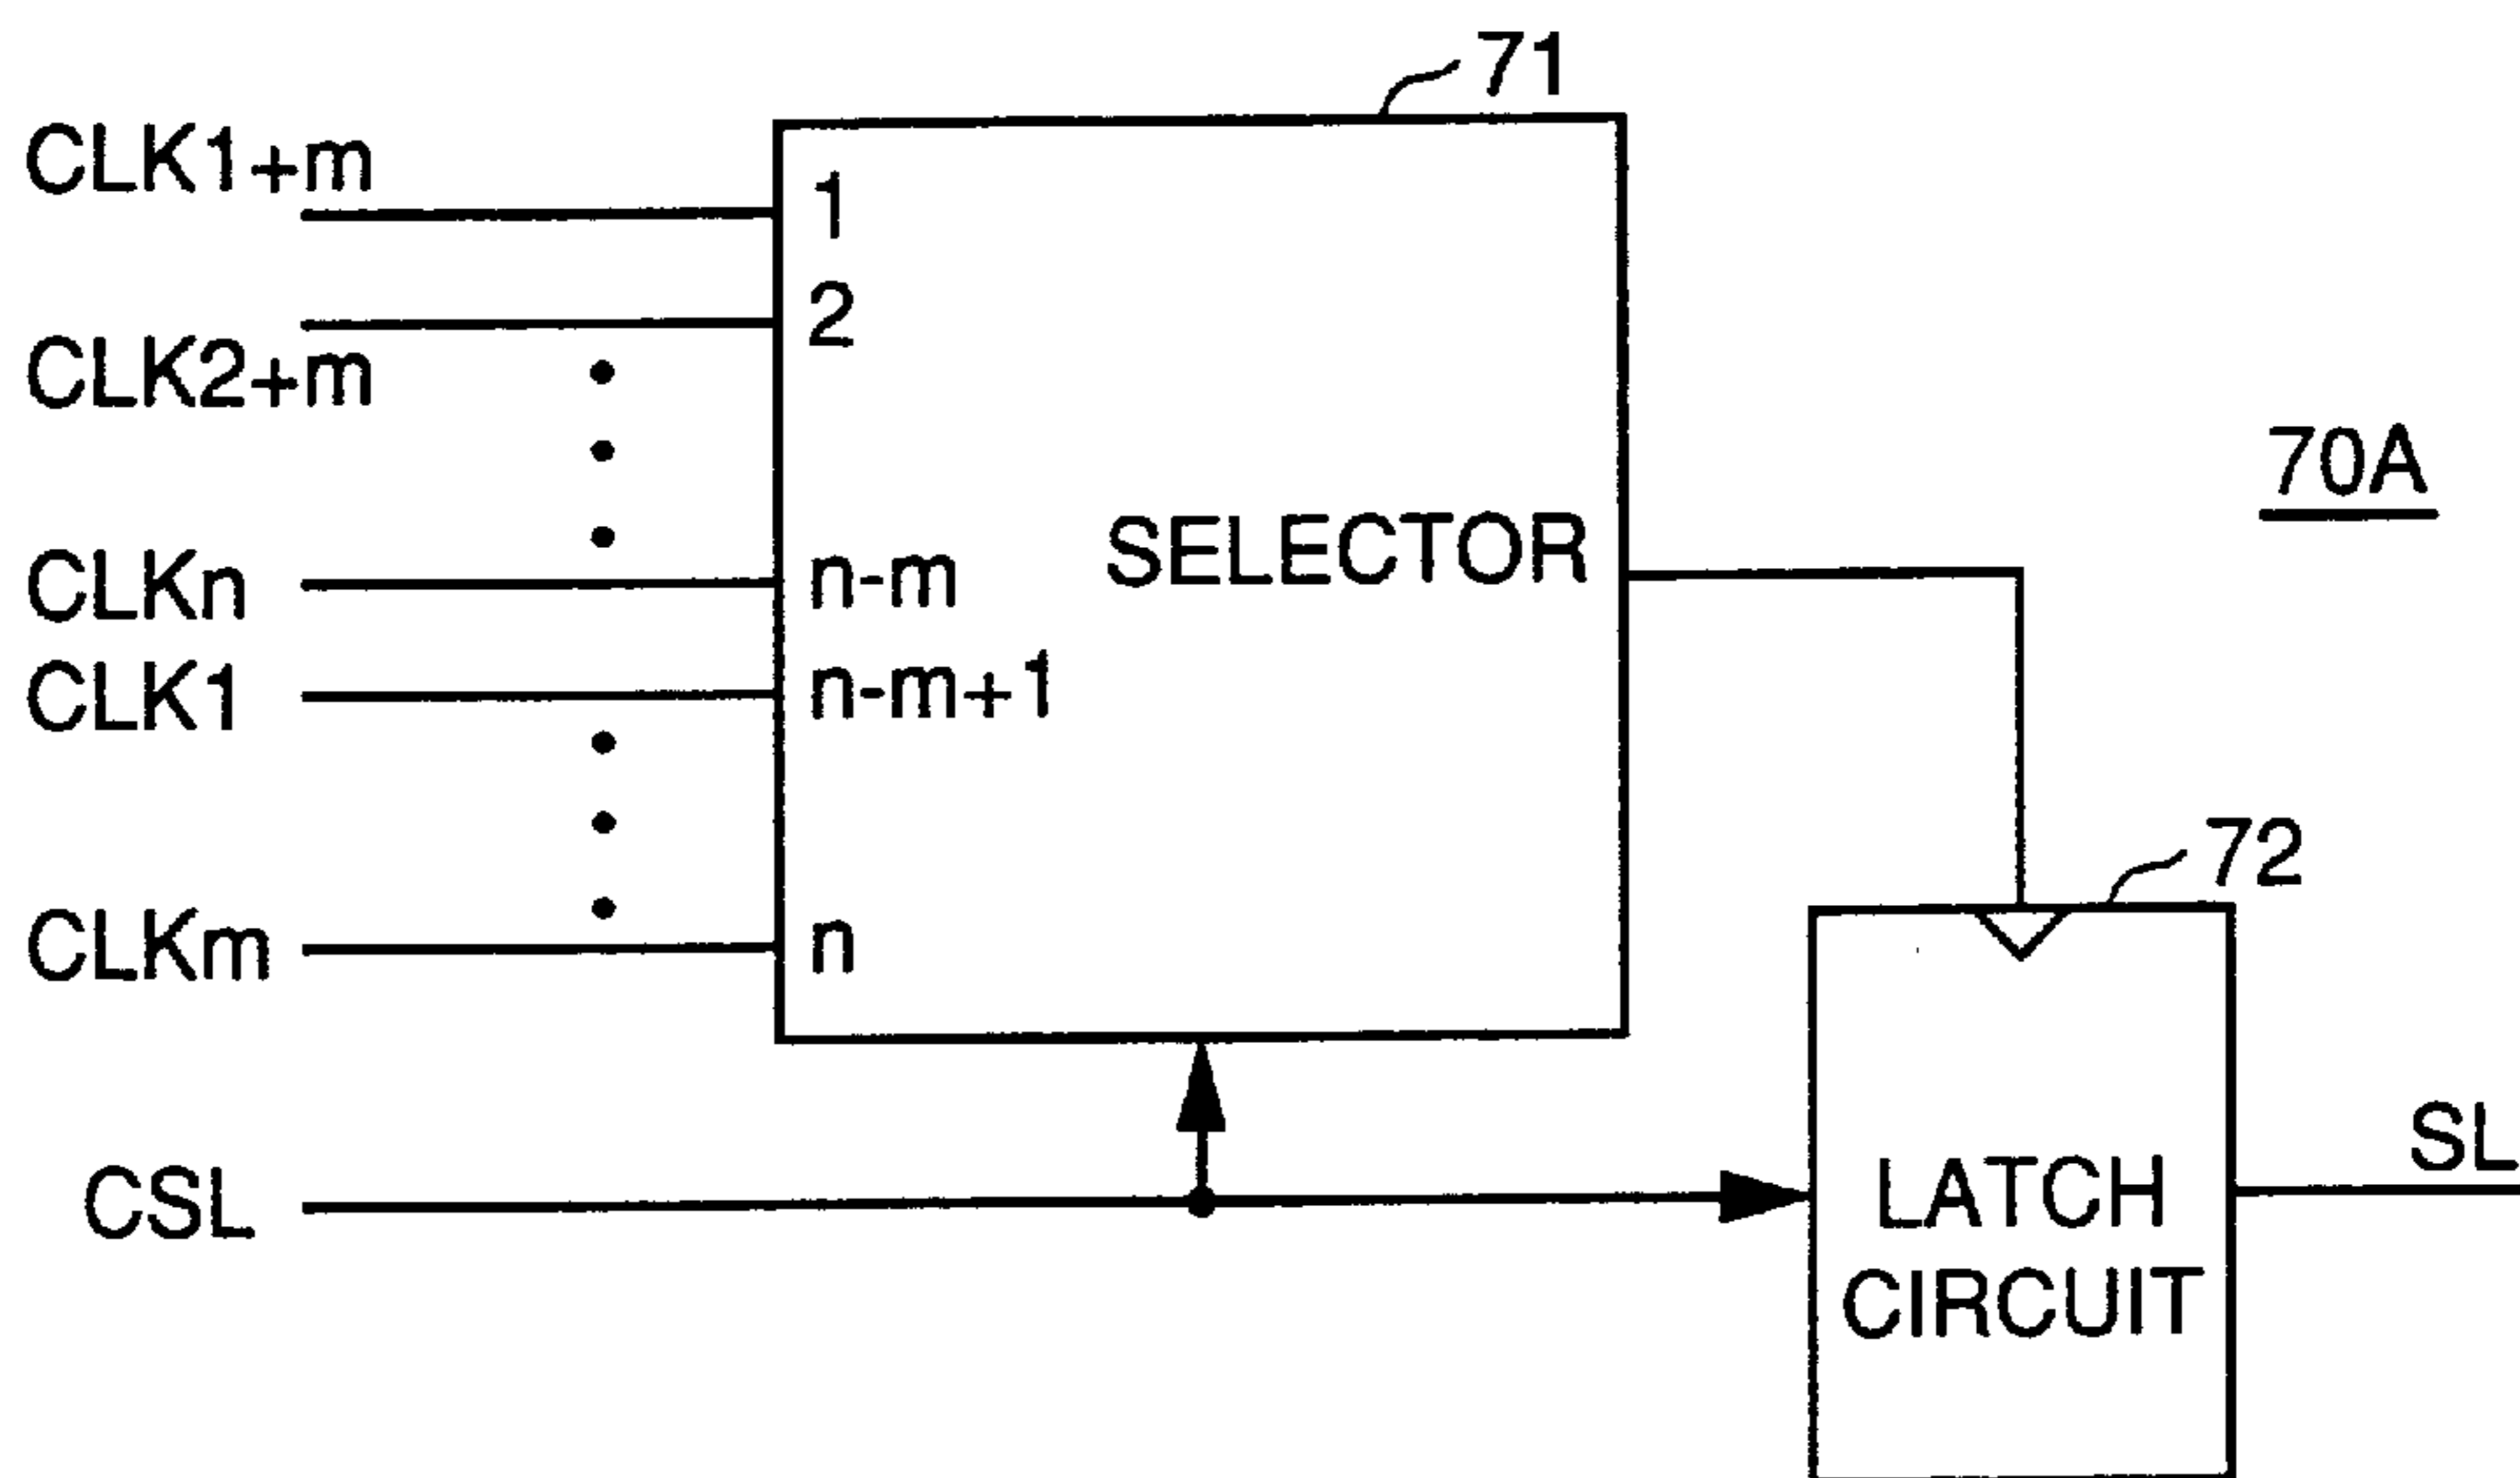 71
CLK1+m
1
2
CLK2+m
70A
SELECTOR
CLKn
n-m
CLK1
n-m+1
72
CLKm
n
SL
CSL
LATCH
CIRCUIT